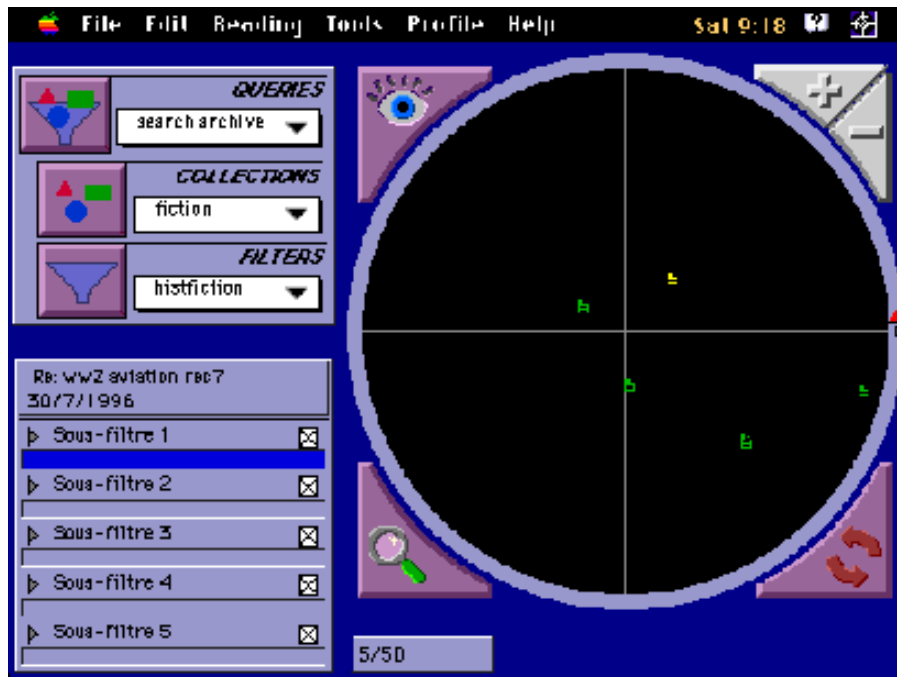 File Edit Reading Tools Profile Help Sat 9:18
QUERIES
search archive
COLLECTIONS
fiction
FILTERS
histfiction
Re: ww2 aviation rec?
30/7/1996
Sous-filtre 1
Sous-filtre 2
Sous-filtre 3
Sous-filtre 4
Sous-filtre 5
5/50